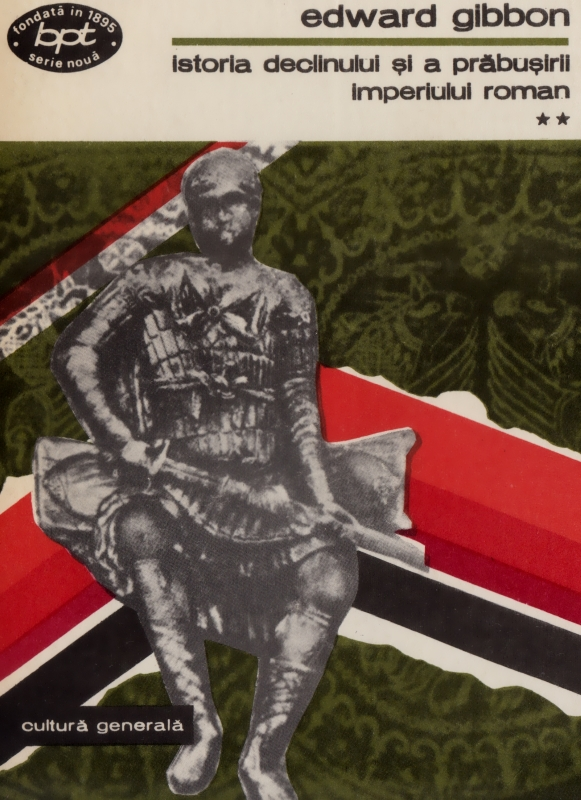 fondată în 1895
bpt
serie nouă
edward gibbon
istoria declinului și a prăbușirii
imperiului roman
**
cultură generală